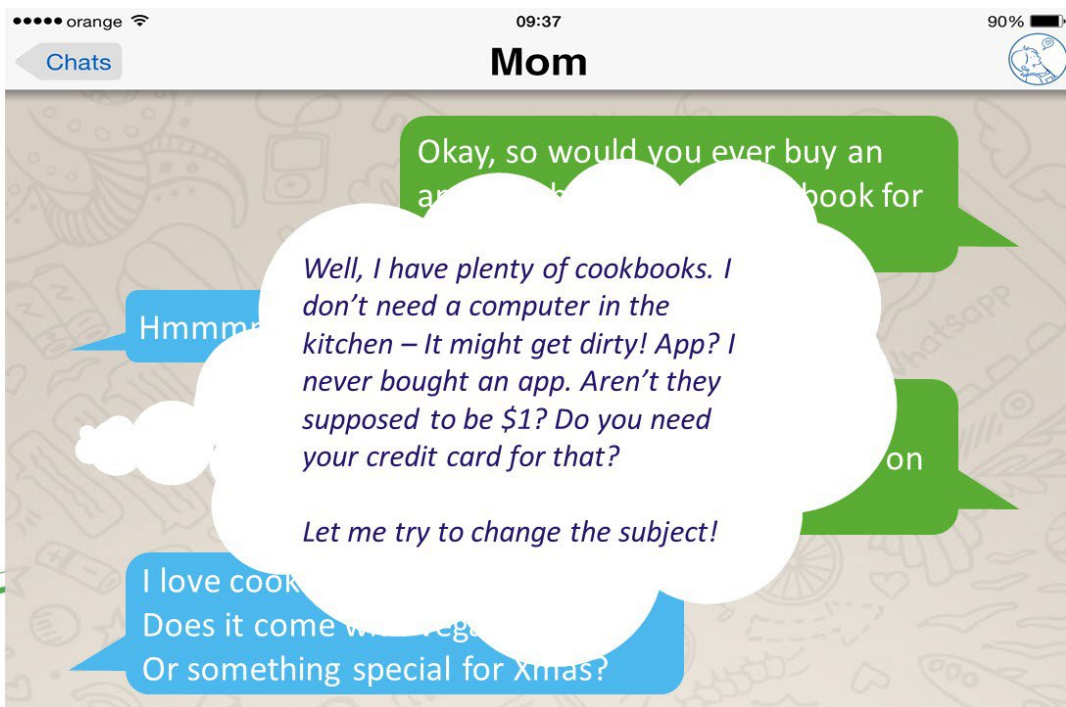 orange
09:37
90%
Chats
Mom
Okay, so would you ever buy an
book for
Well, I have plenty of cookbooks. I
don’t need a computer in the
kitchen – It might get dirty! App? I
never bought an app. Aren’t they
supposed to be $1? Do you need
your credit card for that?
Let me try to change the subject!
on
I love
Does it come
Or something special for Xmas?
whatsapp